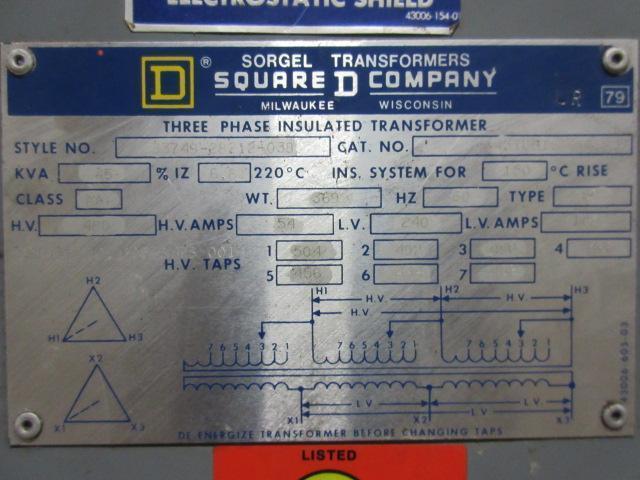 ELECTROSTATIC SHIELD
43006-154-01
D ® SORGEL TRANSFORMERS
SQUARE D COMPANY
MILWAUKEE WISCONSIN
79
THREE PHASE INSULATED TRANSFORMER
STYLE NO. CAT. NO.
KVA 45 % IZ 220°C INS. SYSTEM FOR 150 °C RISE
CLASS WT. HZ 60 TYPE
H.V. 480 H.V. AMPS 54 L.V. 240 L.V. AMPS
1 504 2 3 4
H.V. TAPS
5 456 6 7
H2
H1 H3
X2
X1 X3
H1 H2 H3
H.V. H.V.
H.V.
7 6 5 4 3 2 1 7 6 5 4 3 2 1 7 6 5 4 3 2 1
L.V. L.V.
X1 X2 X3
L.V.
43006-603-03
DE-ENERGIZE TRANSFORMER BEFORE CHANGING TAPS
LISTED